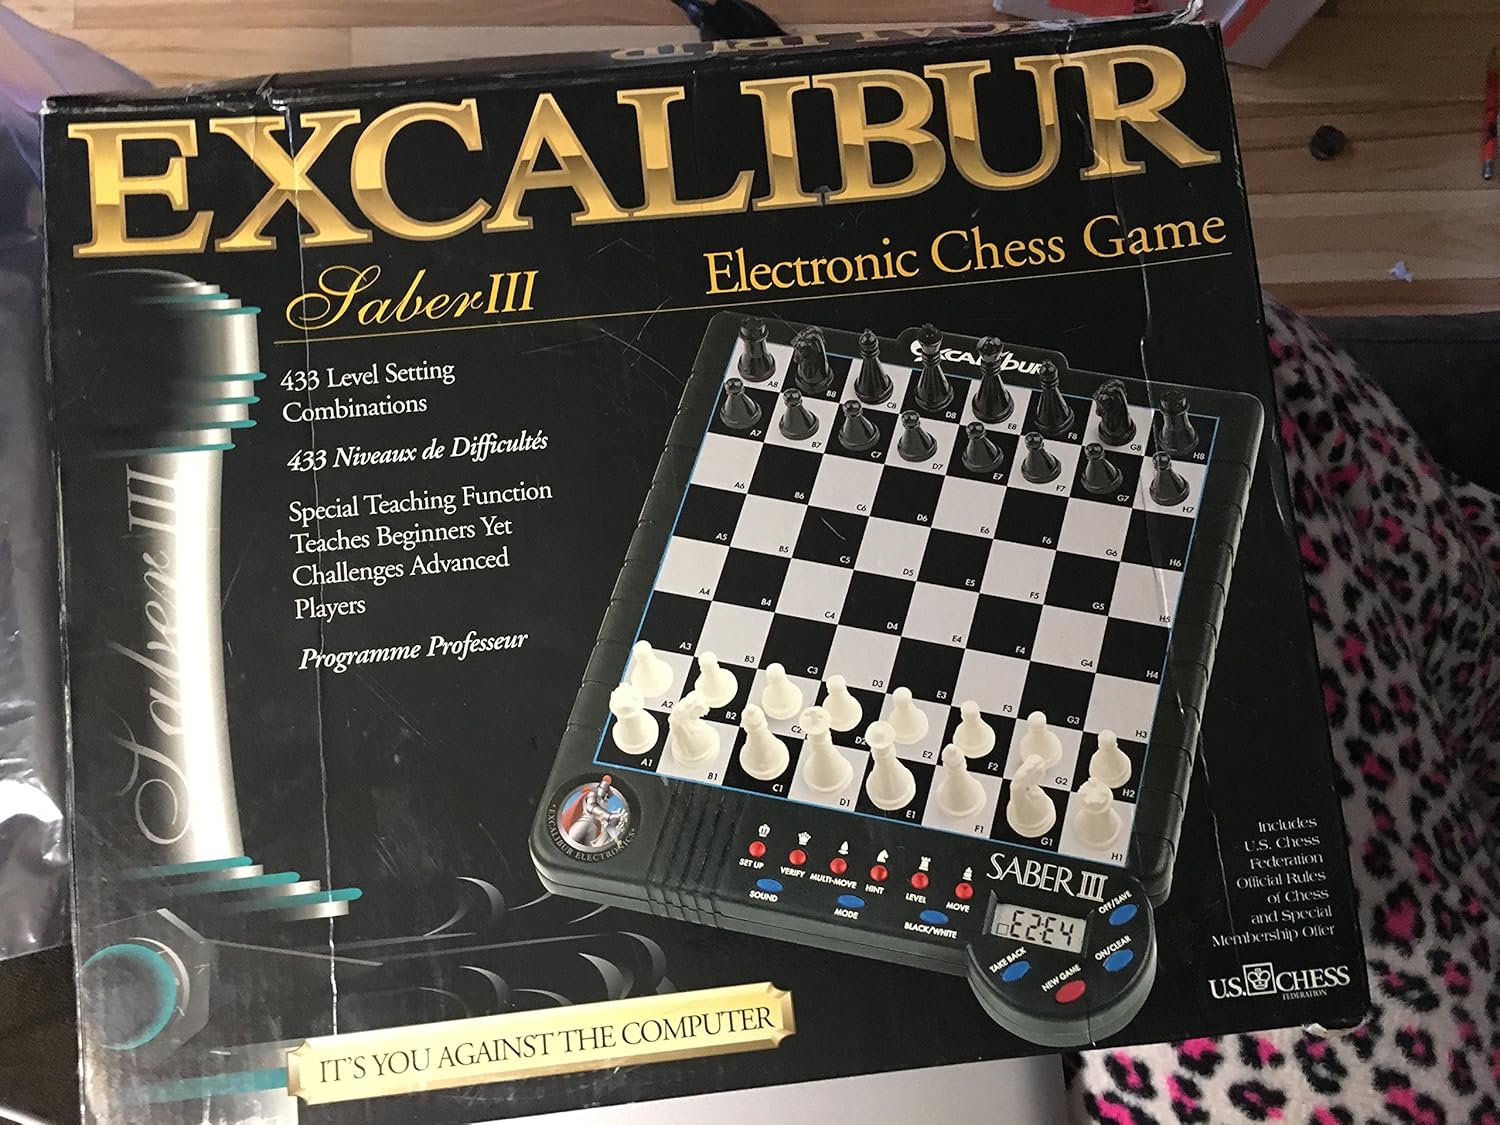 EXCALIBUR
EXCALIBUR
Saber III
Electronic Chess Game
433 Level Setting
Combinations
433 Niveaux de Difficultés
Special Teaching Function
Teaches Beginners Yet
Challenges Advanced
Players
Programme Professeur
Saber III
EXCALIBUR
A8 B8 C8 D8 E8 F8 G8 H8
A7 B7 C7 D7 E7 F7 G7 H7
A6 B6 C6 D6 E6 F6 G6 H6
A5 B5 C5 D5 E5 F5 G5 H5
A4 B4 C4 D4 E4 F4 G4 H4
A3 B3 C3 D3 E3 F3 G3 H3
A2 B2 C2 D2 E2 F2 G2 H2
A1 B1 C1 D1 E1 F1 G1 H1
EXCALIBUR ELECTRONICS
SET UP VERIFY MULTI-MOVE HINT LEVEL MOVE
SOUND MODE BLACK/WHITE
SABER III
E2:E4
OFF/SAVE
ON/CLEAR
TAKE BACK
NEW GAME
Includes
U.S. Chess
Federation
Official Rules
of Chess
and Special
Membership Offer
U.S. CHESS
FEDERATION
IT'S YOU AGAINST THE COMPUTER